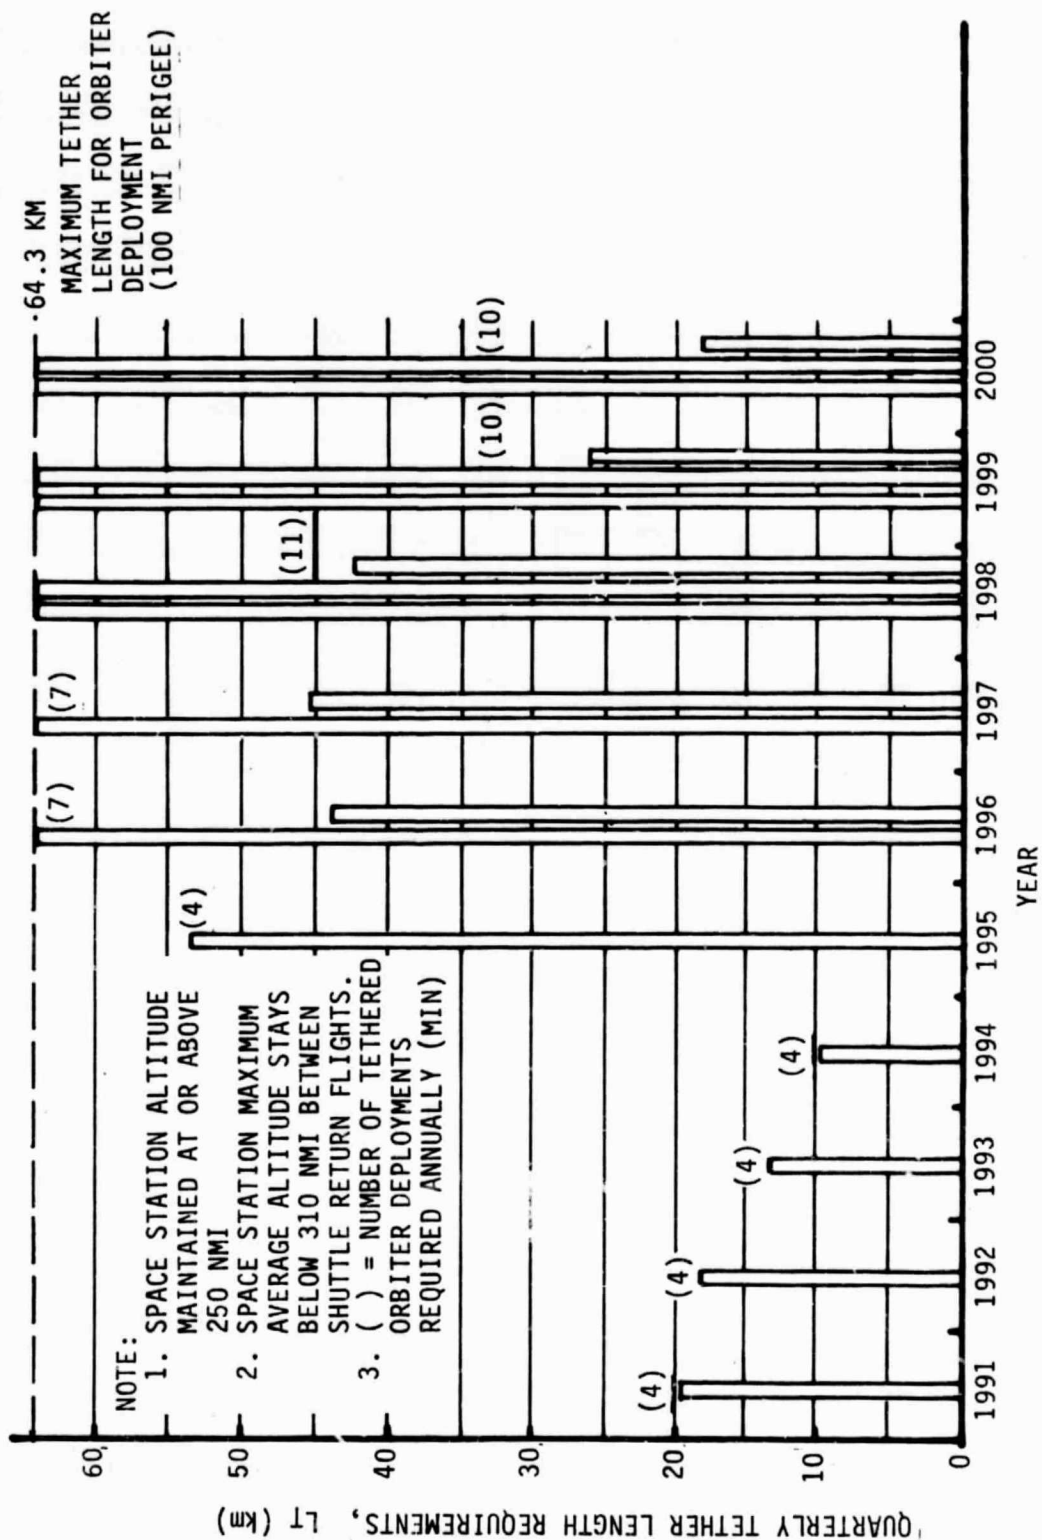 64.3 KM
MAXIMUM TETHER
LENGTH FOR ORBITER
DEPLOYMENT
(100 NMI PERIGEE)
NOTE:
1. SPACE STATION ALTITUDE
MAINTAINED AT OR ABOVE
250 NMI
2. SPACE STATION MAXIMUM
AVERAGE ALTITUDE STAYS
BELOW 310 NMI BETWEEN
SHUTTLE RETURN FLIGHTS.
3. ( ) = NUMBER OF TETHERED
ORBITER DEPLOYMENTS
REQUIRED ANNUALLY (MIN)
QUARTERLY TETHER LENGTH REQUIREMENTS, LT (km)
60
50
40
30
20
10
0
(4)
(4)
(4)
(4)
(4)
(7)
(7)
(11)
(10)
(10)
1991
1992
1993
1994
1995
1996
1997
1998
1999
2000
YEAR